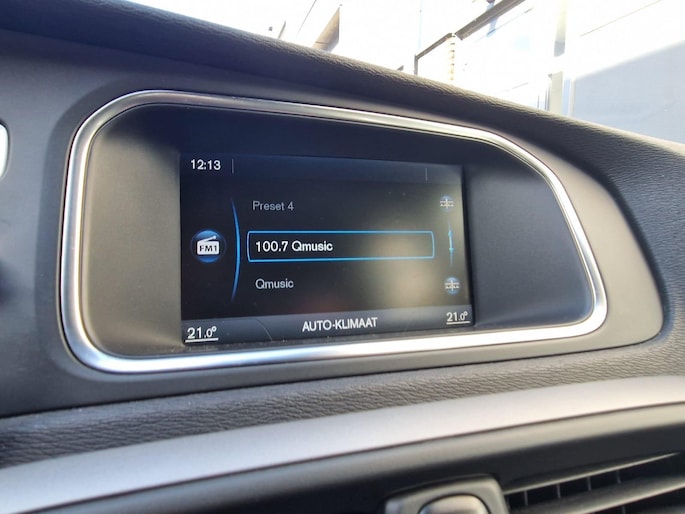 12:13
Preset 4
FM1
100.7 Qmusic
Qmusic
21.0°
AUTO-KLIMAAT
21.0°